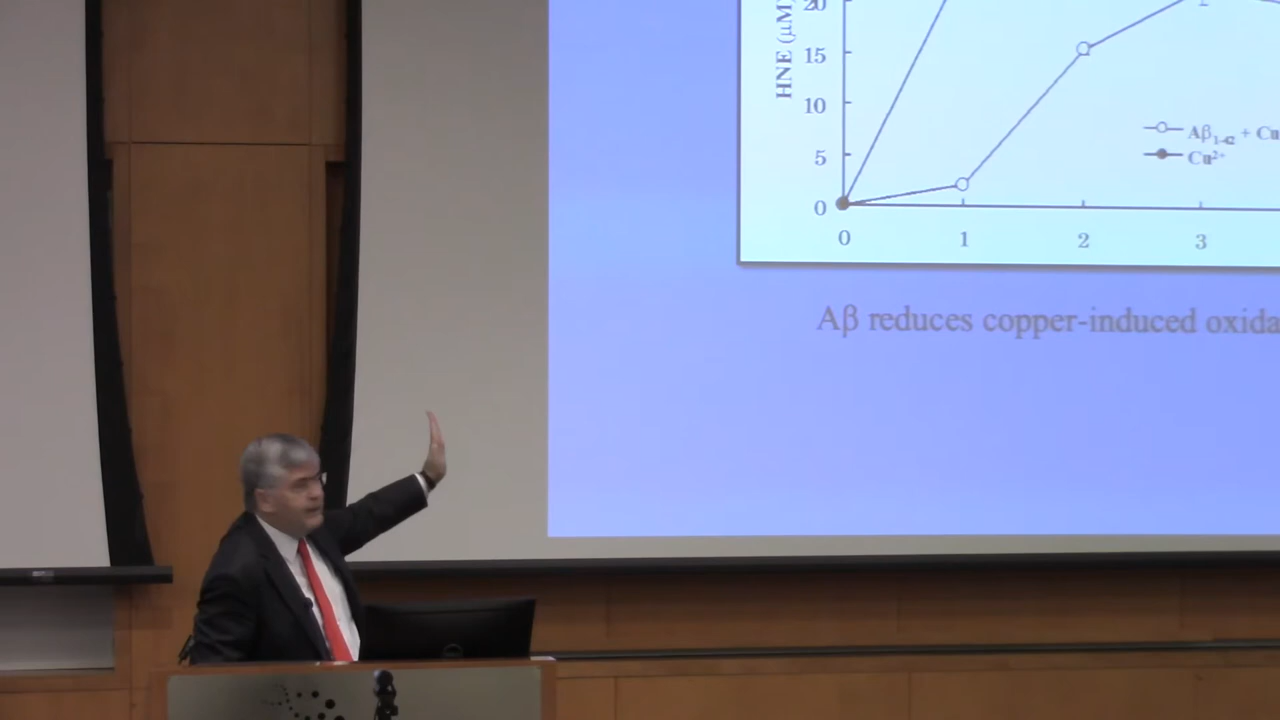 HNE (µM)
20
15
10
5
0
0 1 2 3
Aβ1-42 + Cu
Cu2+
Aβ reduces copper-induced oxida